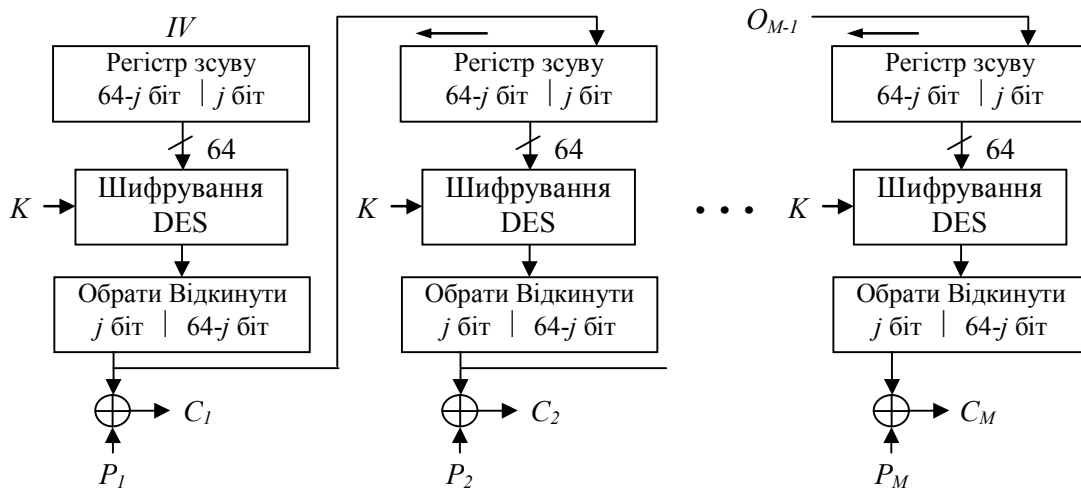 IV
Регістр зсуву
64-j біт | j біт
64
K
Шифрування
DES
Обрати Відкинути
j біт | 64-j біт
C1
P1
Регістр зсуву
64-j біт | j біт
64
K
Шифрування
DES
Обрати Відкинути
j біт | 64-j біт
C2
P2
• • •
OM-1
Регістр зсуву
64-j біт | j біт
64
K
Шифрування
DES
Обрати Відкинути
j біт | 64-j біт
CM
PM